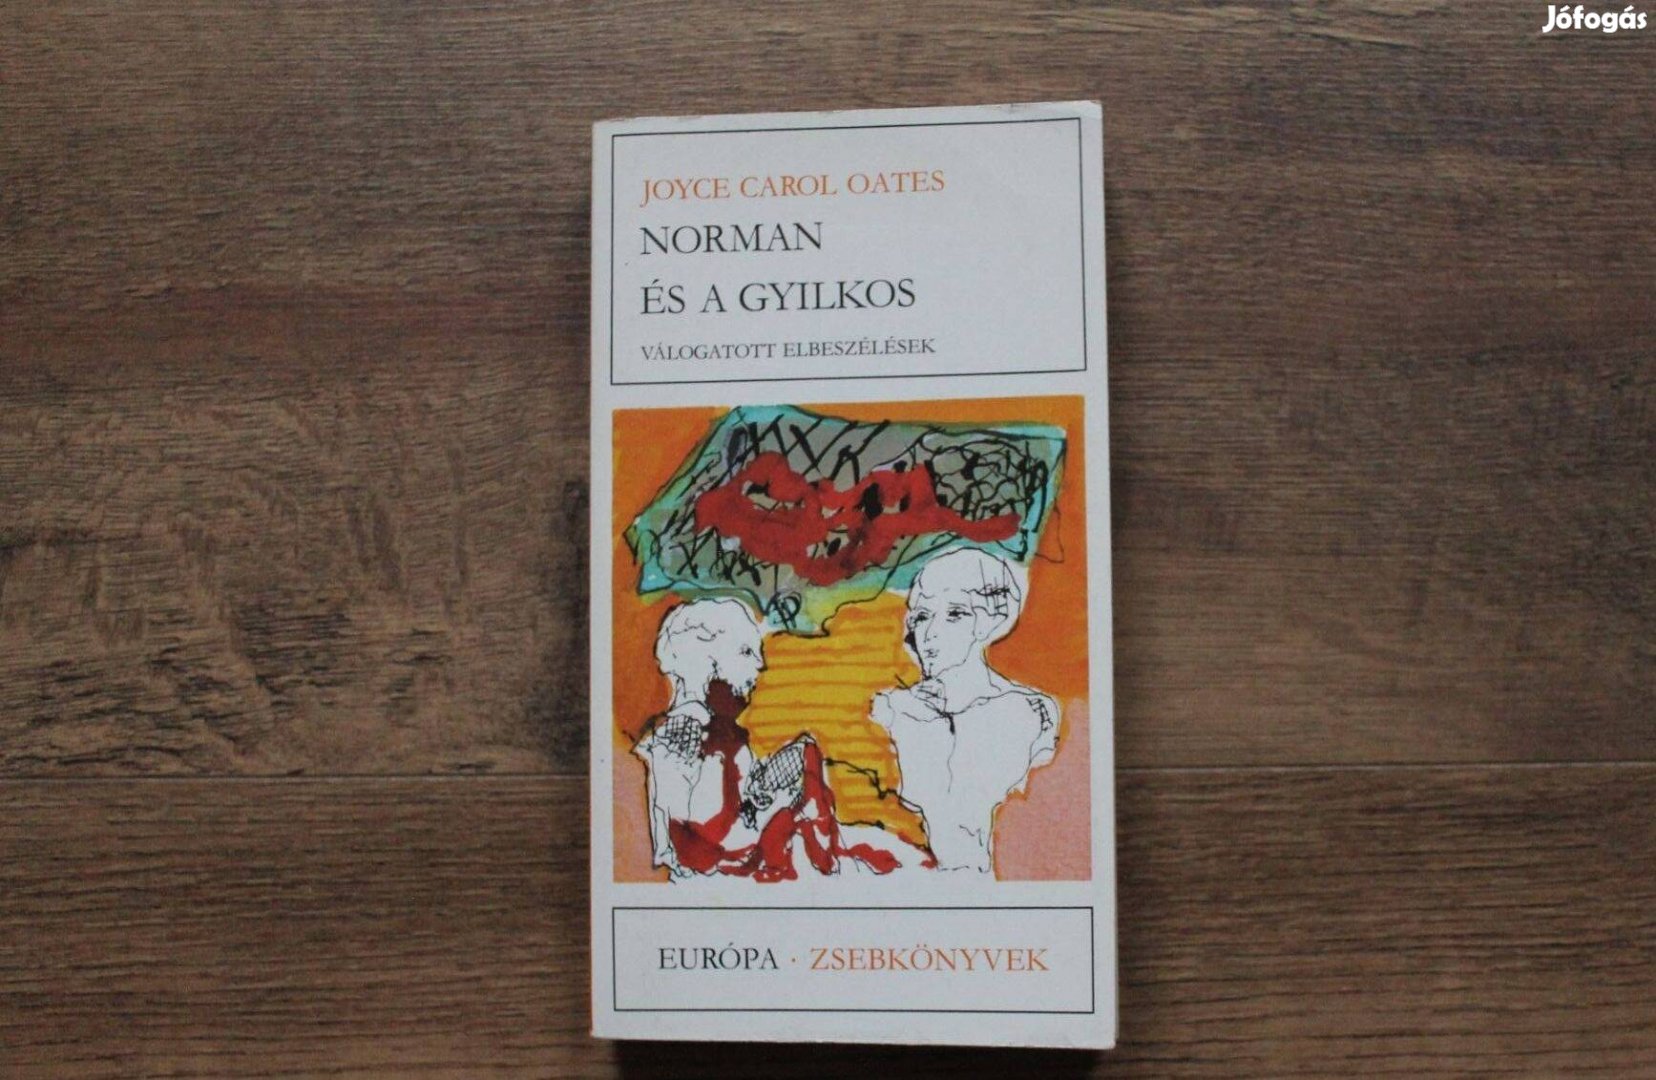 Jófogás
JOYCE CAROL OATES
NORMAN
ÉS A GYILKOS
VÁLOGATOTT ELBESZÉLÉSEK
EURÓPA · ZSEBKÖNYVEK